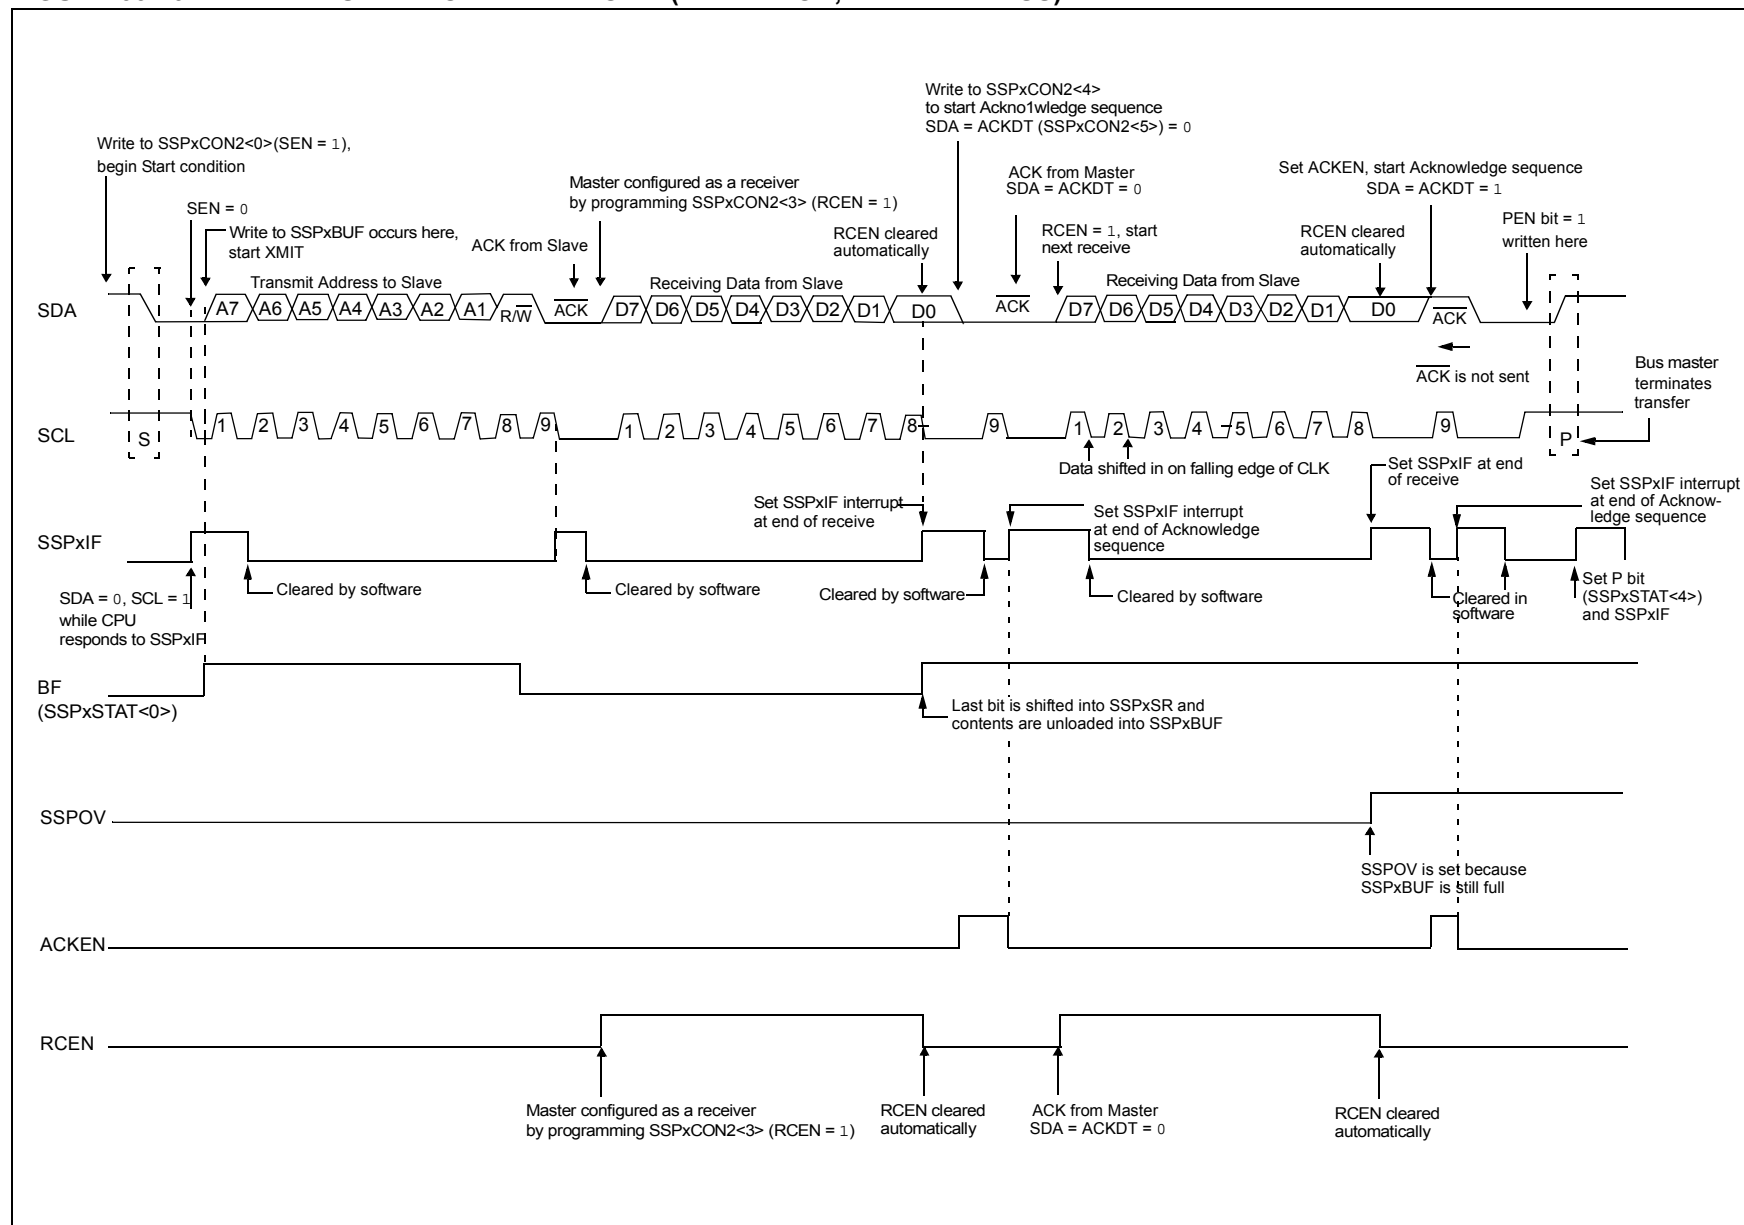 Write to SSPxCON2<4>
to start Ackno1wledge sequence
SDA = ACKDT (SSPxCON2<5>) = 0
Write to SSPxCON2<0>(SEN = 1),
begin Start condition
ACK from Master
SDA = ACKDT = 0
Set ACKEN, start Acknowledge sequence
SDA = ACKDT = 1
Master configured as a receiver
by programming SSPxCON2<3> (RCEN = 1)
SEN = 0
PEN bit = 1
written here
Write to SSPxBUF occurs here,
start XMIT
ACK from Slave
RCEN cleared
automatically
RCEN = 1, start
next receive
RCEN cleared
automatically
Transmit Address to Slave
Receiving Data from Slave
Receiving Data from Slave
SDA
A7 A6 A5 A4 A3 A2 A1 R/W ACK D7 D6 D5 D4 D3 D2 D1 D0 ACK D7 D6 D5 D4 D3 D2 D1 D0 ACK
ACK is not sent
Bus master
terminates
transfer
SCL
S 1 2 3 4 5 6 7 8 9 1 2 3 4 5 6 7 8 9 1 2 3 4 5 6 7 8 9 P
Data shifted in on falling edge of CLK
Set SSPxIF at end
of receive
Set SSPxIF interrupt
at end of receive
Set SSPxIF interrupt
at end of Acknowledge
sequence
Set SSPxIF interrupt
at end of Acknow-
ledge sequence
SSPxIF
Cleared by software
Cleared by software
Cleared by software
Cleared by software
Cleared in
software
Set P bit
(SSPxSTAT<4>)
and SSPxIF
SDA = 0, SCL = 1
while CPU
responds to SSPxIF
BF
(SSPxSTAT<0>)
Last bit is shifted into SSPxSR and
contents are unloaded into SSPxBUF
SSPOV
SSPOV is set because
SSPxBUF is still full
ACKEN
RCEN
Master configured as a receiver
by programming SSPxCON2<3> (RCEN = 1)
RCEN cleared
automatically
ACK from Master
SDA = ACKDT = 0
RCEN cleared
automatically